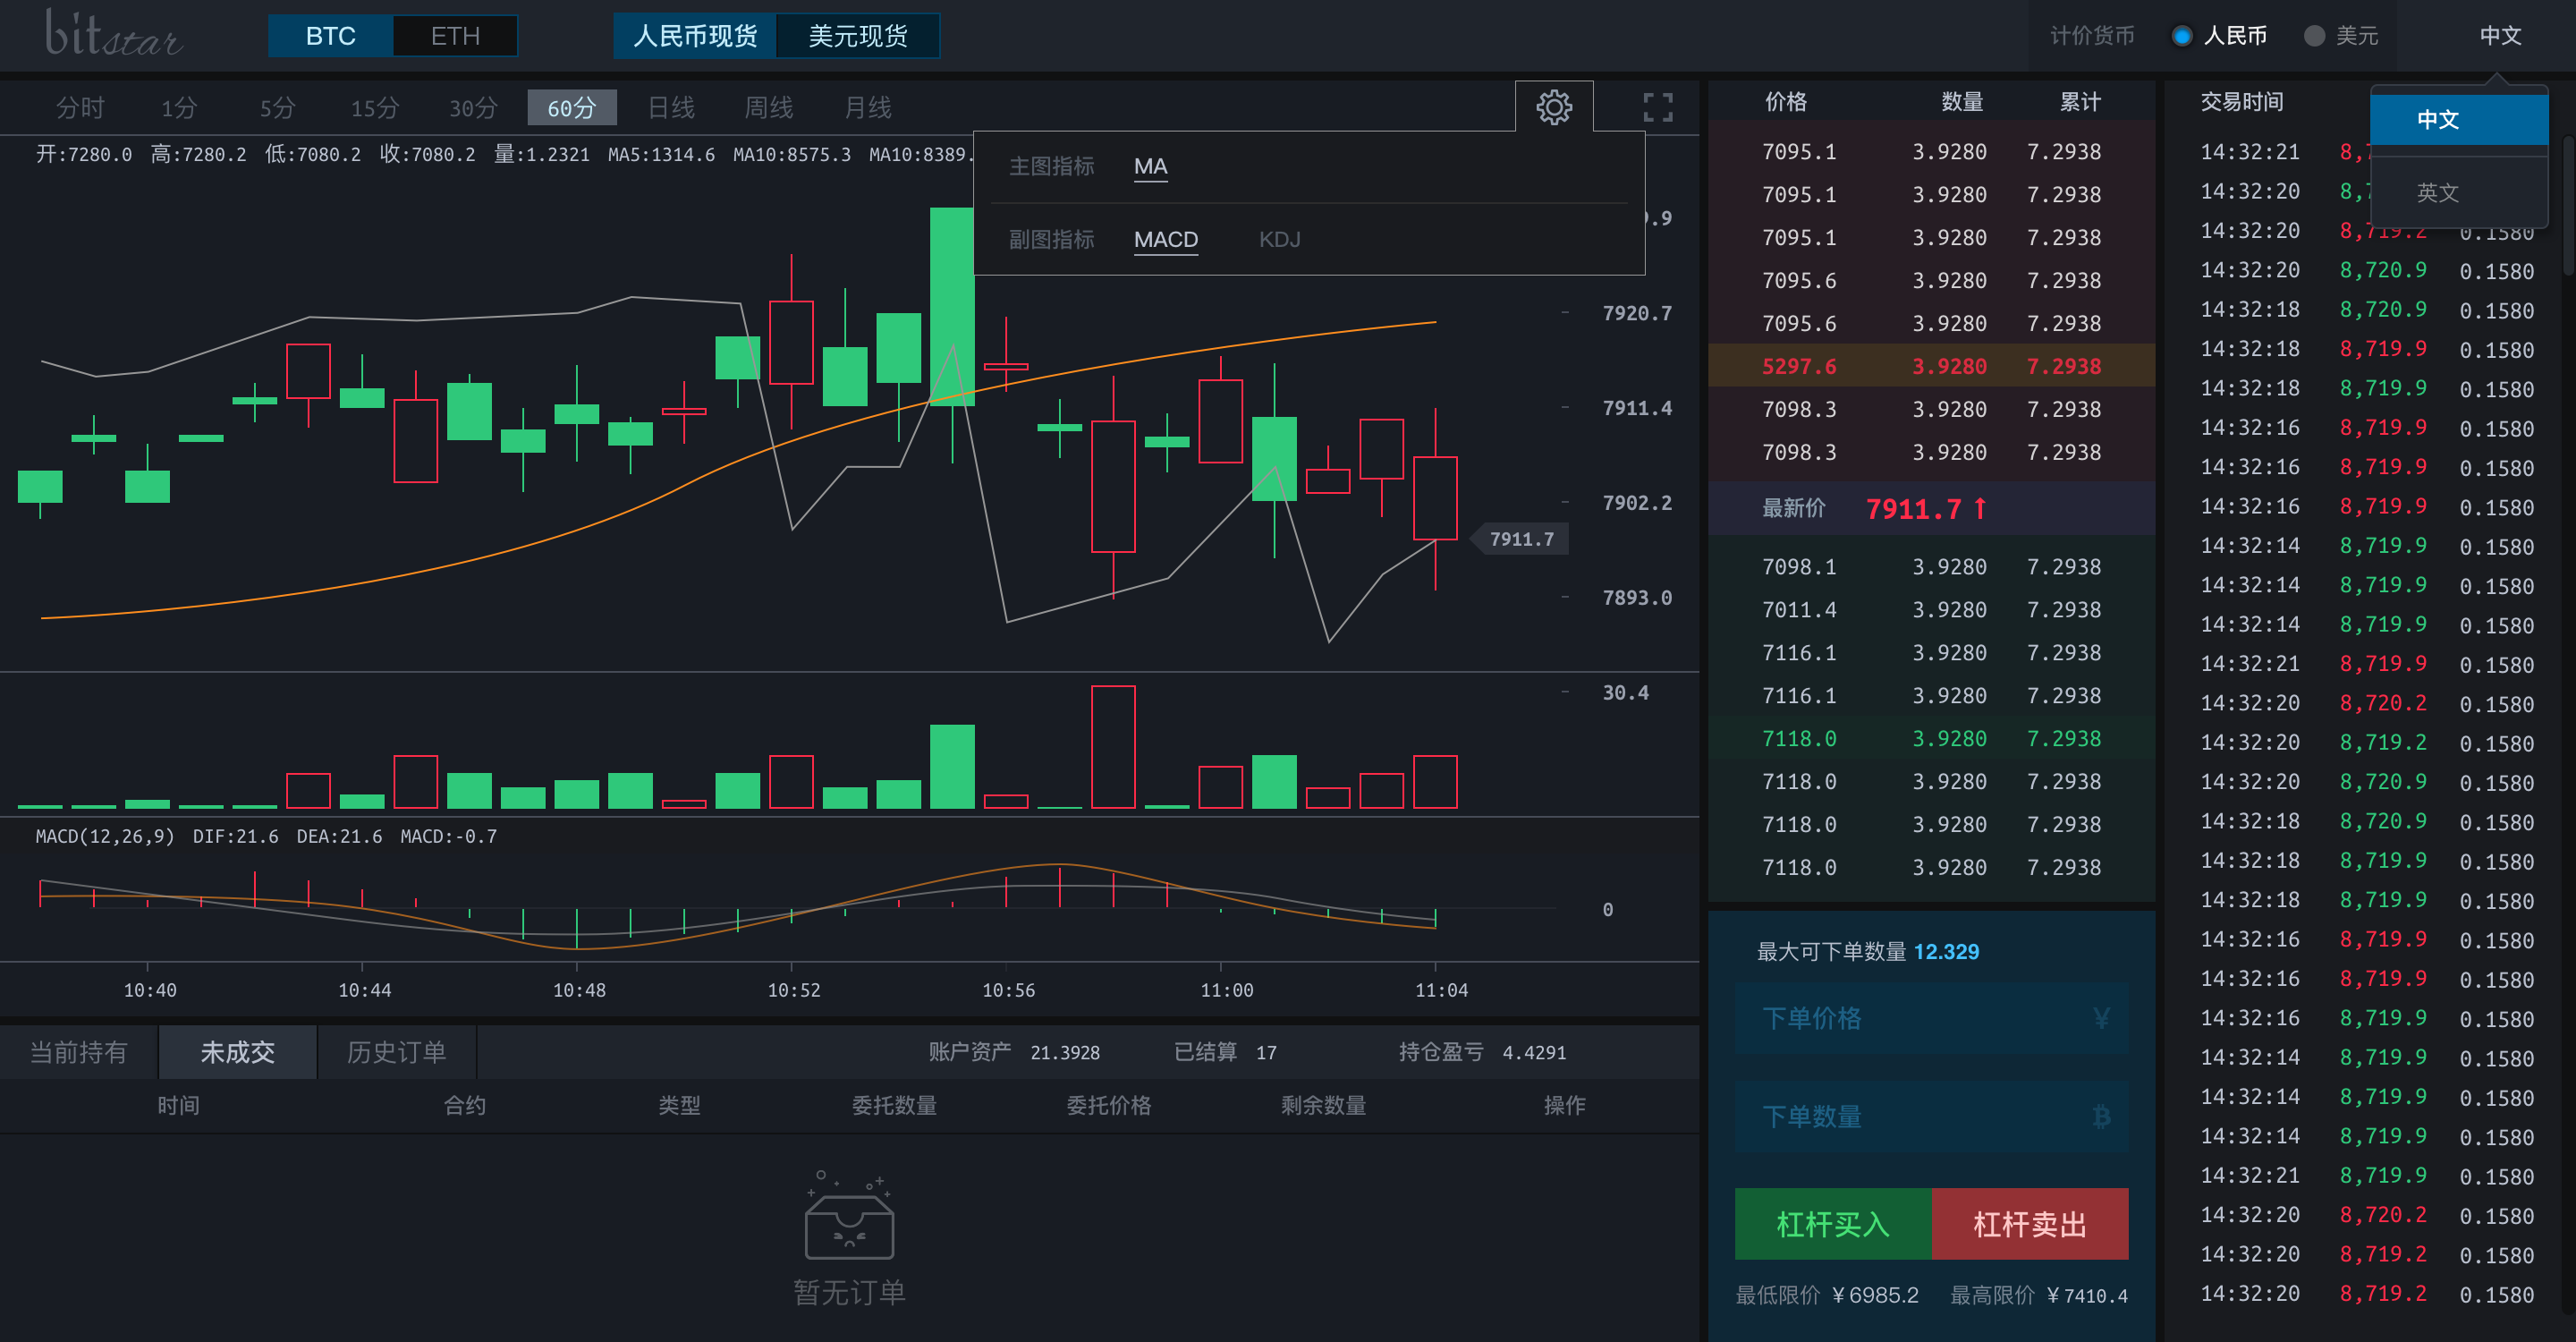 bitstar
BTC ETH 人民币现货 美元现货 计价货币 人民币 美元 中文
分时 1分 5分 15分 30分 60分 日线 周线 月线
开:7280.0 高:7280.2 低:7080.2 收:7080.2 量:1.2321 MA5:1314.6 MA10:8575.3 MA10:8389.
主图指标 MA
副图指标 MACD KDJ
.9
7920.7
7911.4
7902.2
7911.7
7893.0
30.4
MACD(12,26,9) DIF:21.6 DEA:21.6 MACD:-0.7
0
10:40 10:44 10:48 10:52 10:56 11:00 11:04
当前持有 未成交 历史订单 账户资产 21.3928 已结算 17 持仓盈亏 4.4291
时间 合约 类型 委托数量 委托价格 剩余数量 操作
暂无订单
价格 数量 累计
7095.1 3.9280 7.2938
7095.1 3.9280 7.2938
7095.1 3.9280 7.2938
7095.6 3.9280 7.2938
7095.6 3.9280 7.2938
5297.6 3.9280 7.2938
7098.3 3.9280 7.2938
7098.3 3.9280 7.2938
最新价 7911.7 ↑
7098.1 3.9280 7.2938
7011.4 3.9280 7.2938
7116.1 3.9280 7.2938
7116.1 3.9280 7.2938
7118.0 3.9280 7.2938
7118.0 3.9280 7.2938
7118.0 3.9280 7.2938
7118.0 3.9280 7.2938
最大可下单数量 12.329
下单价格 ¥
下单数量 ₿
杠杆买入 杠杆卖出
最低限价 ¥6985.2 最高限价 ¥7410.4
交易时间
中文
英文
14:32:21 8,
14:32:20 8,
14:32:20 8,719.2 0.1580
14:32:20 8,720.9 0.1580
14:32:18 8,720.9 0.1580
14:32:18 8,719.9 0.1580
14:32:18 8,719.9 0.1580
14:32:16 8,719.9 0.1580
14:32:16 8,719.9 0.1580
14:32:16 8,719.9 0.1580
14:32:14 8,719.9 0.1580
14:32:14 8,719.9 0.1580
14:32:14 8,719.9 0.1580
14:32:21 8,719.9 0.1580
14:32:20 8,720.2 0.1580
14:32:20 8,719.2 0.1580
14:32:20 8,720.9 0.1580
14:32:18 8,720.9 0.1580
14:32:18 8,719.9 0.1580
14:32:18 8,719.9 0.1580
14:32:16 8,719.9 0.1580
14:32:16 8,719.9 0.1580
14:32:16 8,719.9 0.1580
14:32:14 8,719.9 0.1580
14:32:14 8,719.9 0.1580
14:32:14 8,719.9 0.1580
14:32:21 8,719.9 0.1580
14:32:20 8,720.2 0.1580
14:32:20 8,719.2 0.1580
14:32:20 8,719.2 0.1580